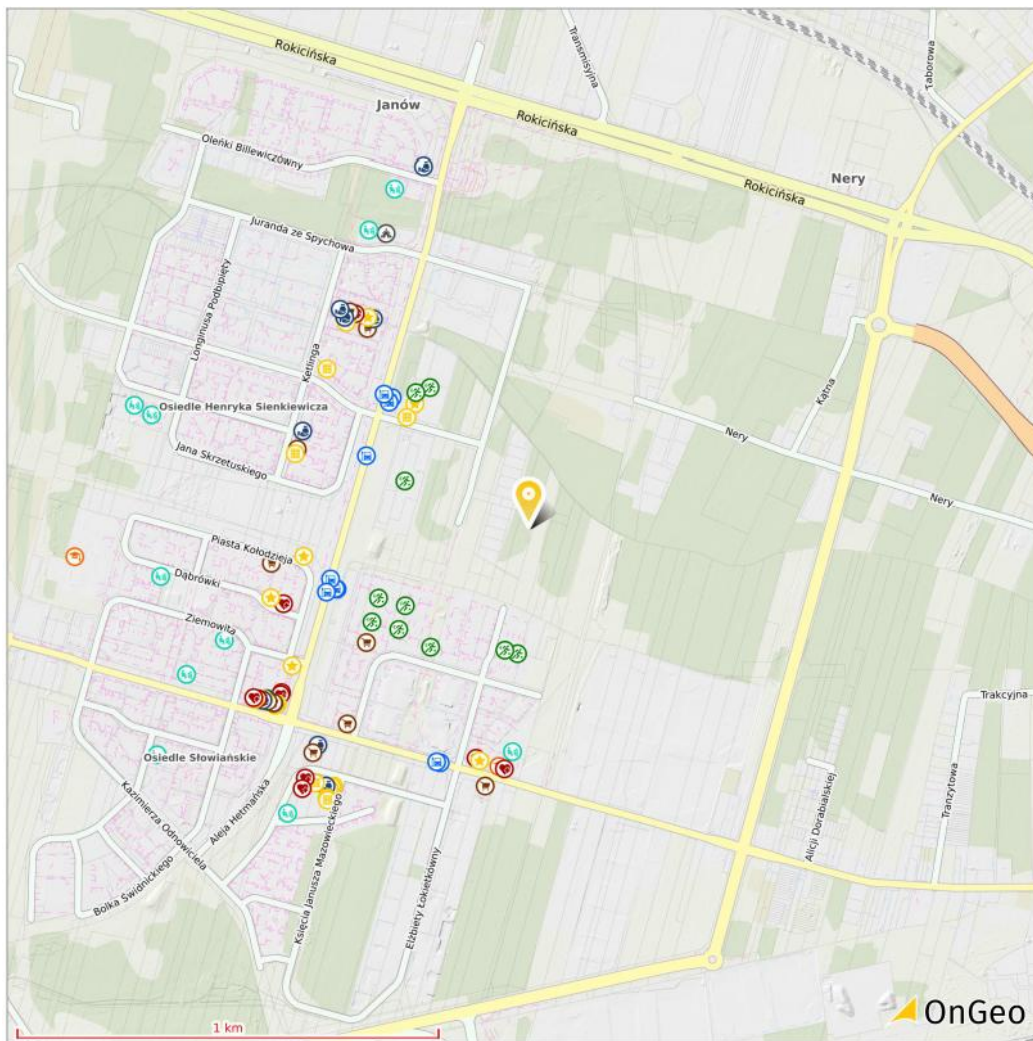 Rokicińska
Transmisyjna
Taborowa
Janów
Rokicińska
Oleńki Billewiczówny
Nery
Rokicińska
Juranda ze Spychowa
Longinusa Podbipięty
Ketlinga
Kątna
Osiedle Henryka Sienkiewicza
Nery
Jana Skrzetuskiego
Nery
Piasta Kołodzieja
Dąbrówki
Ziemowita
Trakcyjna
Osiedle Słowiańskie
Kazimierza Odnowiciela
Aleja Hetmańska
Księcia Janusza Mazowieckiego
Elżbiety Łokietkówny
Alicji Dorabialskiej
Tranzytowa
Bolka Świdnickiego
OnGeo
1 km